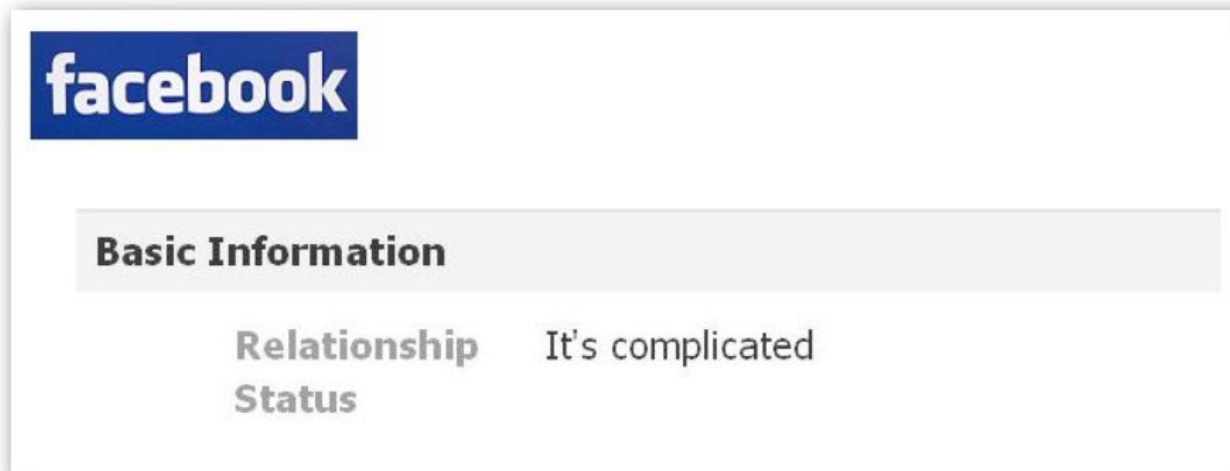 facebook
Basic Information
Relationship It's complicated
Status